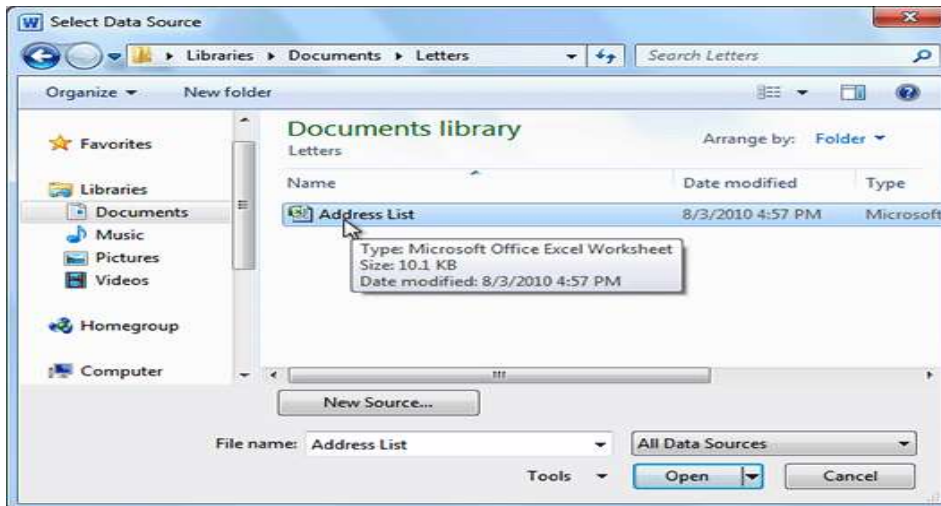 W Select Data Source
Libraries Documents Letters Search Letters
Organize New folder
Favorites
Libraries
Documents
Music
Pictures
Videos
Homegroup
Computer
Documents library
Letters
Arrange by: Folder
Name Date modified Type
Address List 8/3/2010 4:57 PM Microsoft
Type: Microsoft Office Excel Worksheet
Size: 10.1 KB
Date modified: 8/3/2010 4:57 PM
New Source...
File name: Address List All Data Sources
Tools Open Cancel